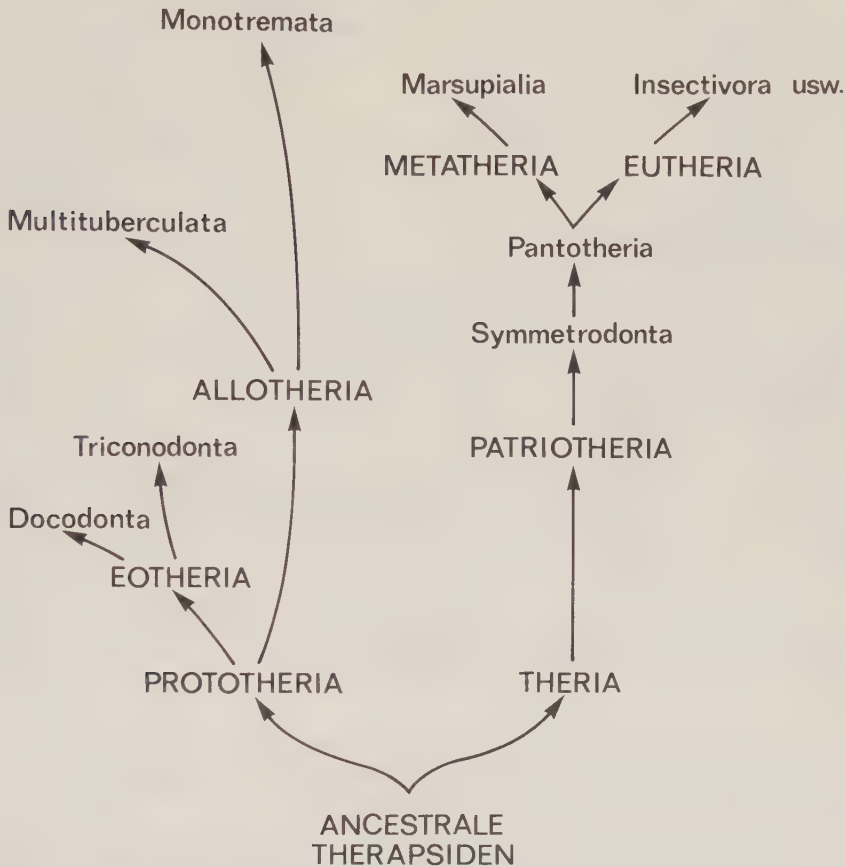 Monotremata
Marsupialia
Insectivora usw.
METATHERIA
EUTHERIA
Multituberculata
Pantotheria
Symmetrodonta
ALLOTHERIA
Triconodonta
PATRIOTHERIA
Docodonta
EOTHERIA
PROTOTHERIA
THERIA
ANCESTRALE
THERAPSIDEN